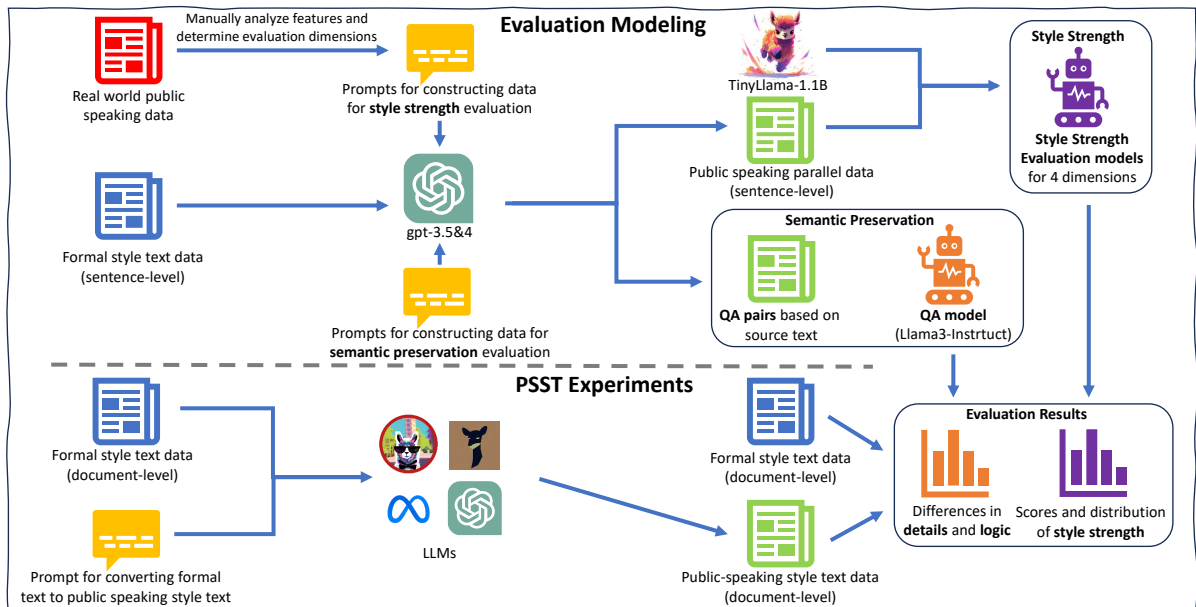 Manually analyze features and
determine evaluation dimensions
Evaluation Modeling
Real world public
speaking data
Prompts for constructing data
for style strength evaluation
TinyLlama-1.1B
Style Strength
Style Strength
Evaluation models
for 4 dimensions
Public speaking parallel data
(sentence-level)
Formal style text data
(sentence-level)
gpt-3.5&4
Semantic Preservation
QA pairs based on
source text
QA model
(Llama3-Instrtuct)
Prompts for constructing data for
semantic preservation evaluation
PSST Experiments
Formal style text data
(document-level)
Prompt for converting formal
text to public speaking style text
LLMs
Formal style text data
(document-level)
Public-speaking style text data
(document-level)
Evaluation Results
Differences in
details and logic
Scores and distribution
of style strength